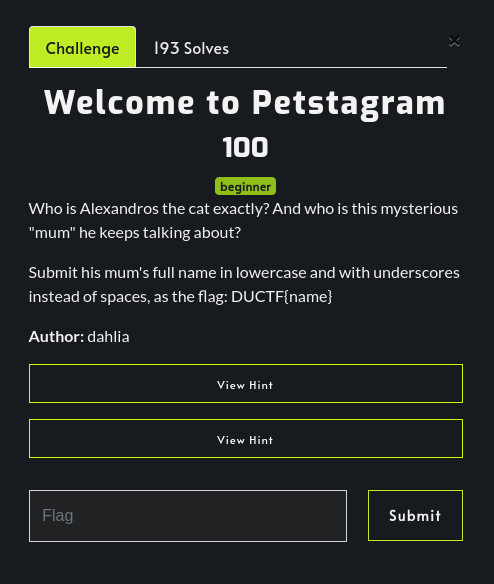 Challenge
193 Solves
Welcome to Petstagram
100
beginner
Who is Alexandros the cat exactly? And who is this mysterious
"mum" he keeps talking about?
Submit his mum's full name in lowercase and with underscores
instead of spaces, as the flag: DUCTF{name}
Author: dahlia
View Hint
View Hint
Flag
Submit